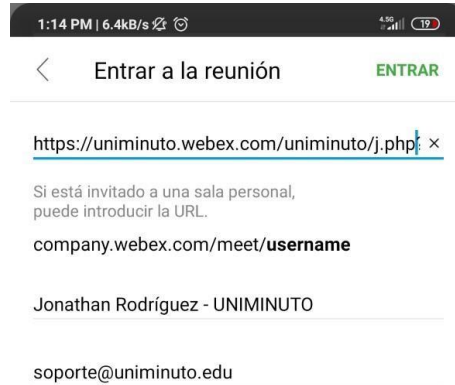 1:14 PM | 6.4kB/s
4.5G
19
Entrar a la reunión
ENTRAR
https://uniminuto.webex.com/uniminuto/j.php
Si está invitado a una sala personal,
puede introducir la URL.
company.webex.com/meet/username
Jonathan Rodríguez - UNIMINUTO
soporte@uniminuto.edu